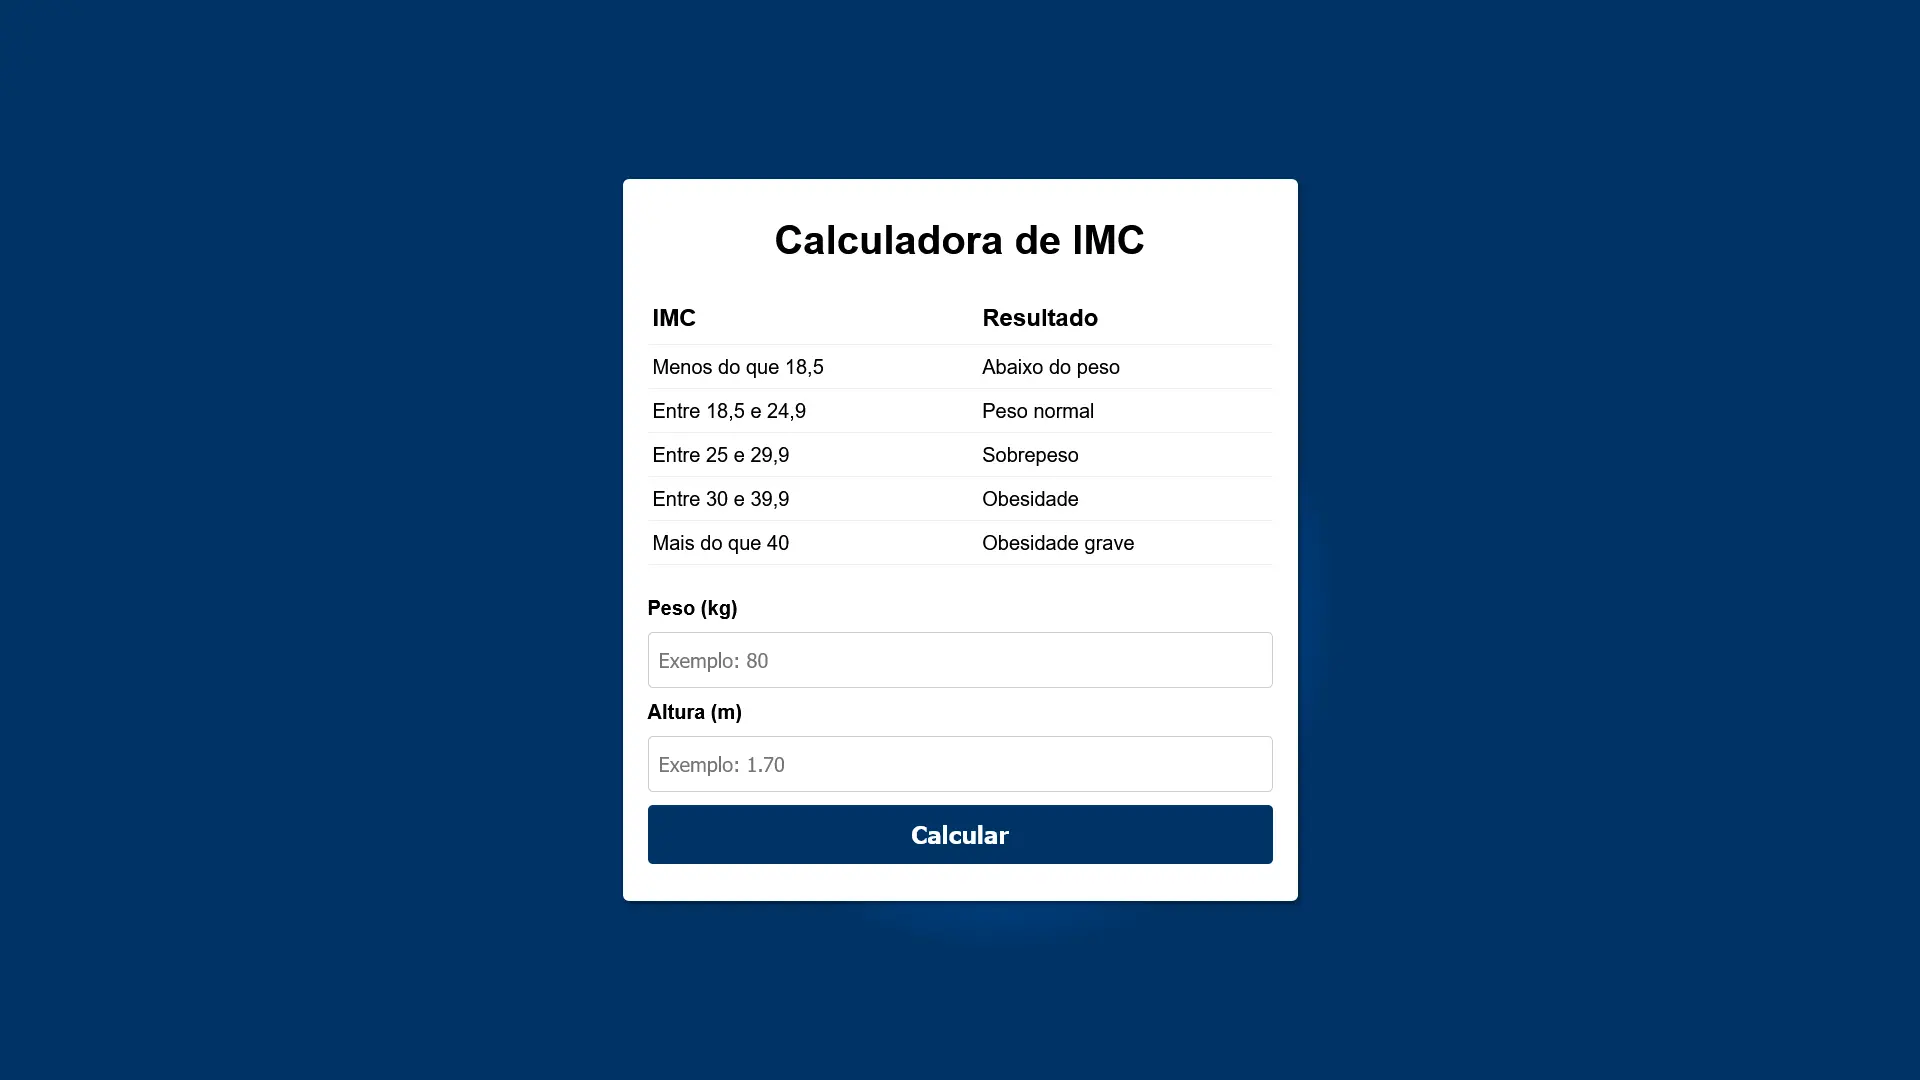 Calculadora de IMC
IMC Resultado
Menos do que 18,5 Abaixo do peso
Entre 18,5 e 24,9 Peso normal
Entre 25 e 29,9 Sobrepeso
Entre 30 e 39,9 Obesidade
Mais do que 40 Obesidade grave
Peso (kg)
Exemplo: 80
Altura (m)
Exemplo: 1.70
Calcular